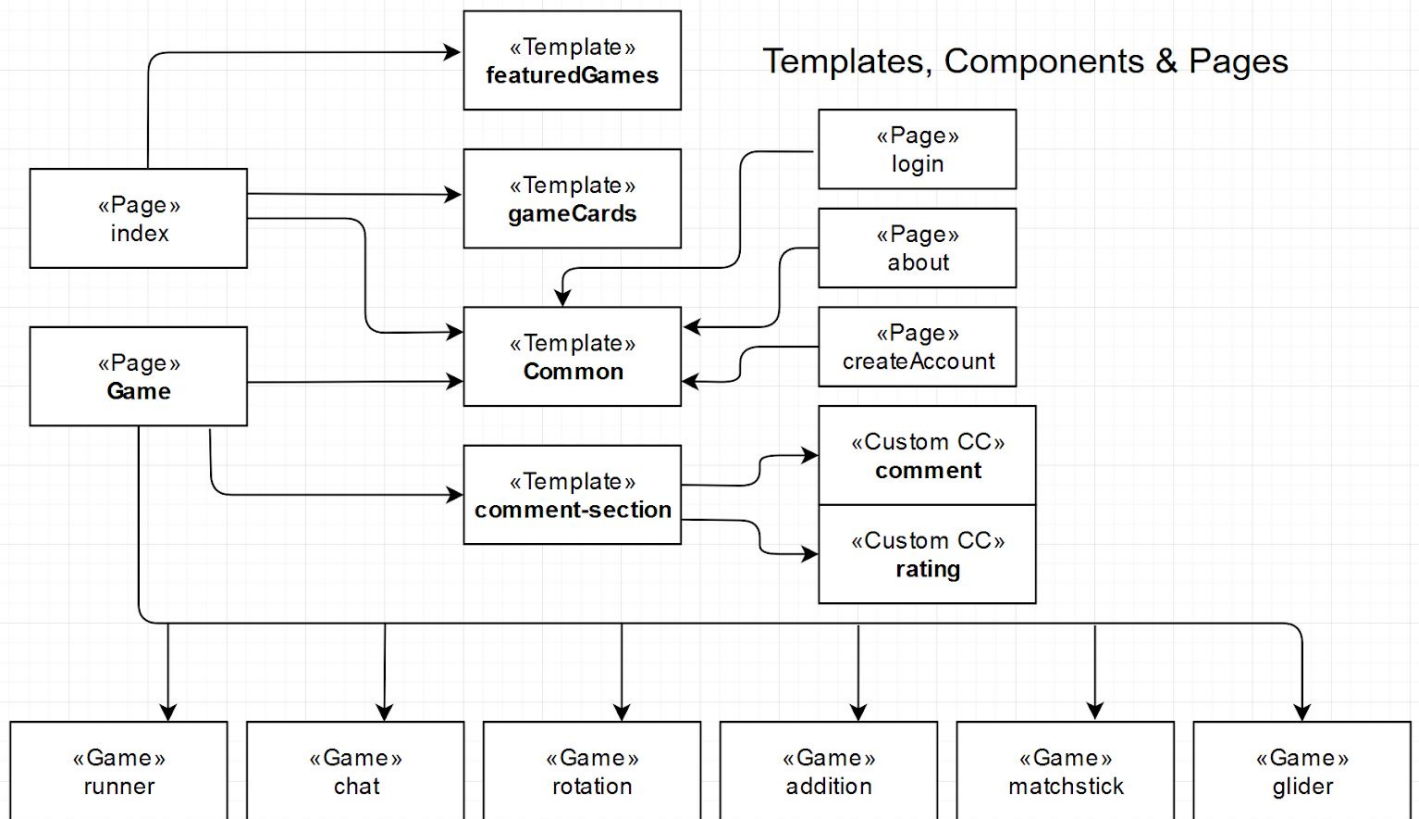 «Template»
featuredGames
Templates, Components & Pages
«Page»
login
«Template»
gameCards
«Page»
index
«Page»
about
«Template»
Common
«Page»
createAccount
«Page»
Game
«Custom CC»
comment
«Template»
comment-section
«Custom CC»
rating
«Game»
runner
«Game»
chat
«Game»
rotation
«Game»
addition
«Game»
matchstick
«Game»
glider